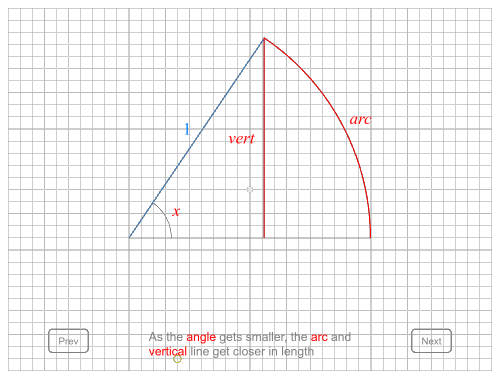 1
vert
arc
x
Prev
As the angle gets smaller, the arc and
vertical line get closer in length
Next